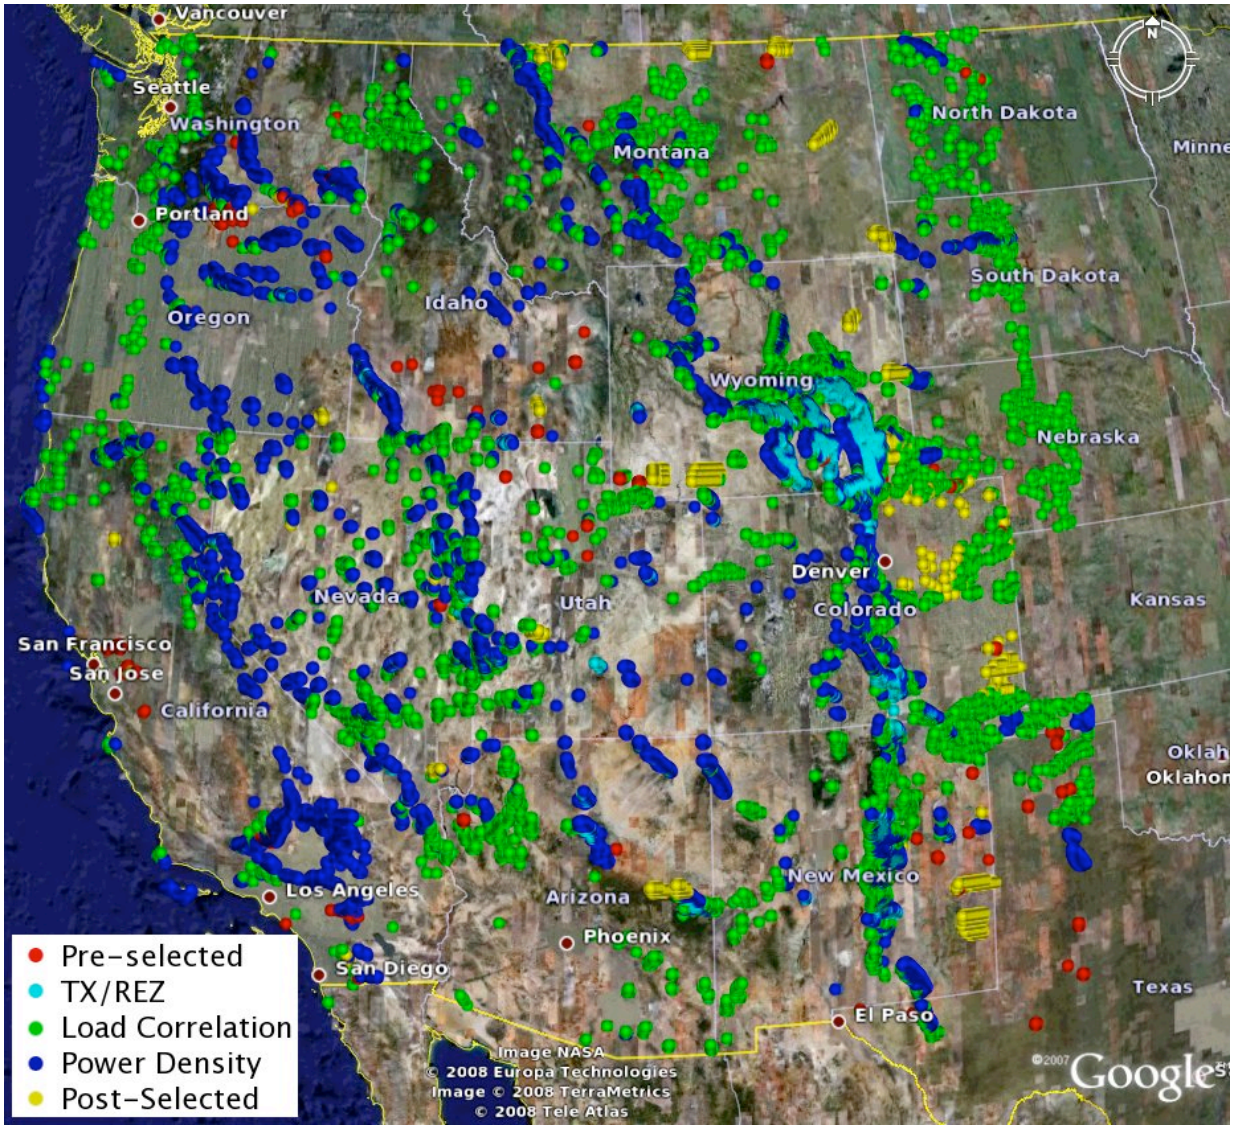 Vancouver
N
Seattle
Washington
North Dakota
Montana
Minne
Portland
South Dakota
Idaho
Oregon
Wyoming
Nebraska
Denver
Nevada
Utah
Colorado
Kansas
San Francisco
San Jose
California
Oklah
Oklahor
Los Angeles
New Mexico
Arizona
Phoenix
San Diego
Texas
El Paso
Pre-selected
TX/REZ
Load Correlation
Power Density
Post-Selected
Image NASA
© 2008 Europa Technologies
Image © 2008 TerraMetrics
© 2008 Tele Atlas
©2007 Google